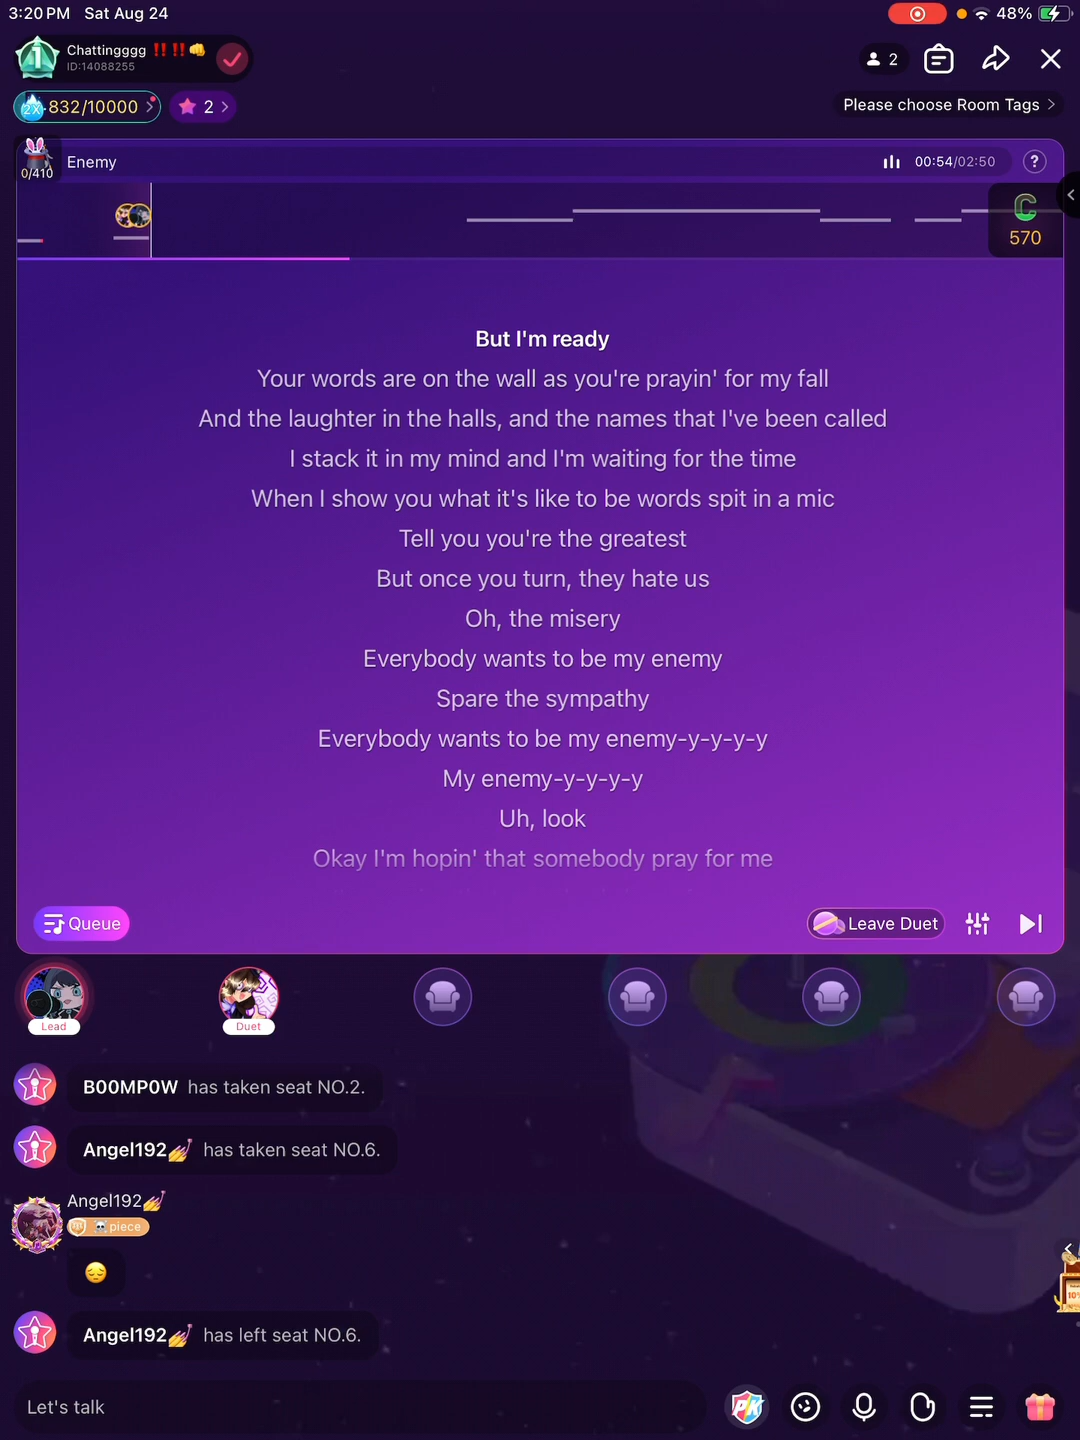 3:20 PM Sat Aug 24 48%
Chattingggg ‼️‼️👊
ID:14088255
2
2X 832/10000 2 Please choose Room Tags
0/410 Enemy 00:54/02:50 ?
C
570
But I'm ready
Your words are on the wall as you're prayin' for my fall
And the laughter in the halls, and the names that I've been called
I stack it in my mind and I'm waiting for the time
When I show you what it's like to be words spit in a mic
Tell you you're the greatest
But once you turn, they hate us
Oh, the misery
Everybody wants to be my enemy
Spare the sympathy
Everybody wants to be my enemy-y-y-y-y
My enemy-y-y-y-y
Uh, look
Okay I'm hopin' that somebody pray for me
Queue Leave Duet
Lead Duet
B00MP0W has taken seat NO.2.
Angel192💅 has taken seat NO.6.
Angel192💅
☠️piece
😔
Angel192💅 has left seat NO.6.
Let's talk PK